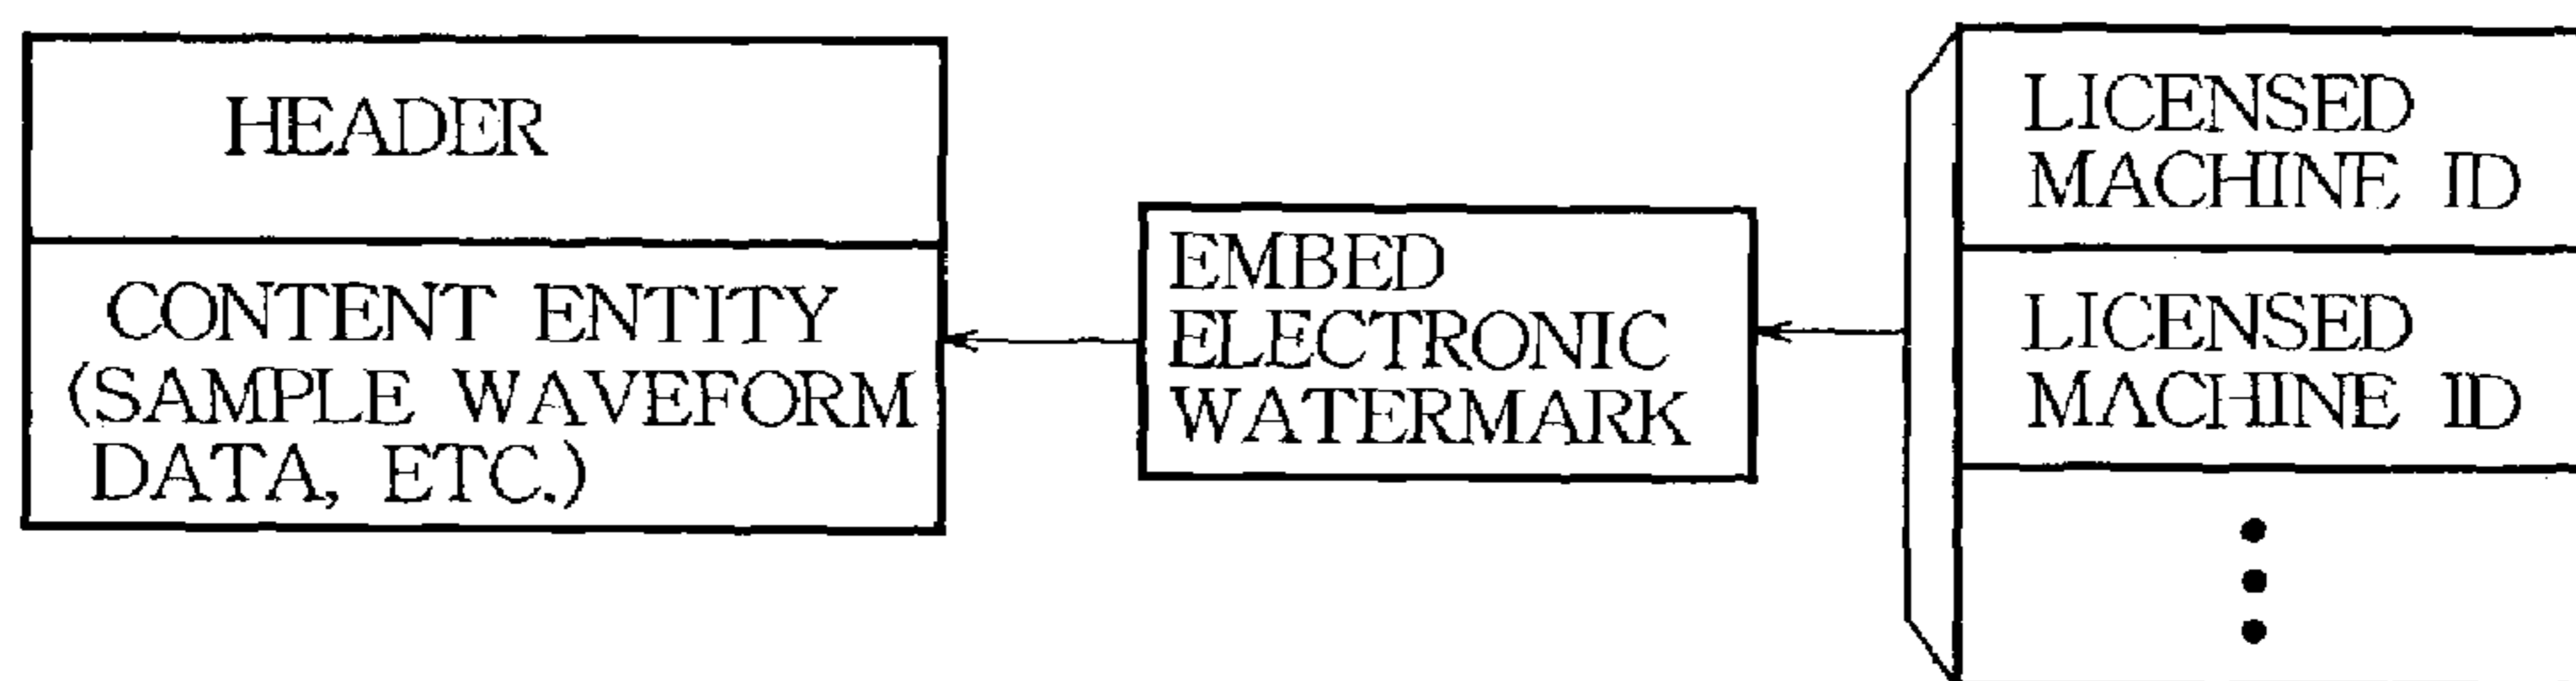 HEADER
CONTENT ENTITY
(SAMPLE WAVEFORM
DATA, ETC.)
EMBED
ELECTRONIC
WATERMARK
LICENSED
MACHINE ID
LICENSED
MACHINE ID